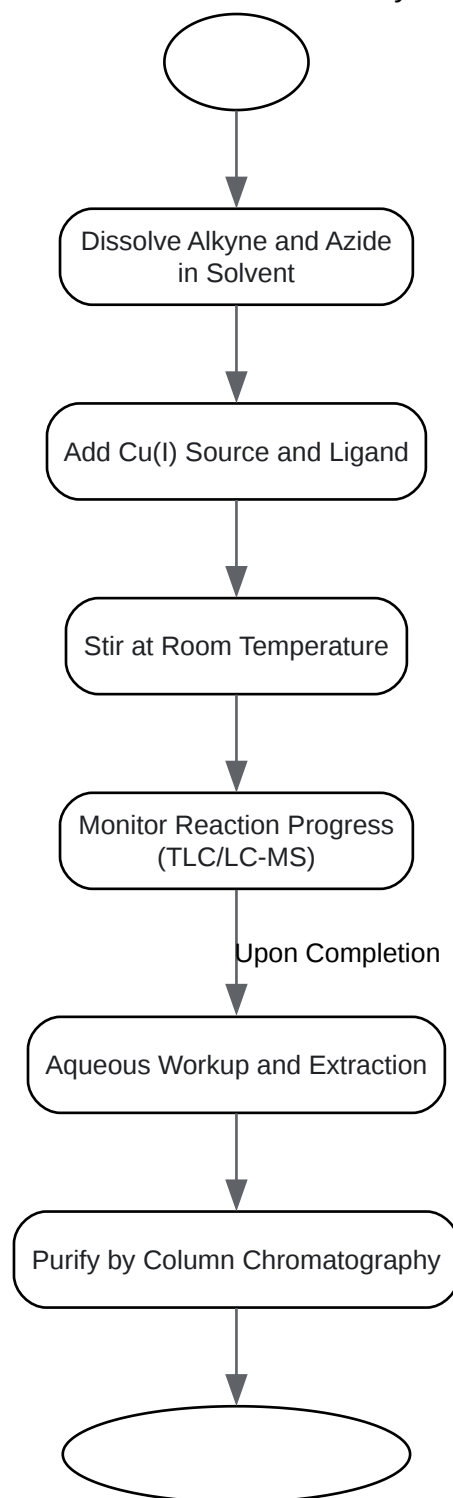 Dissolve Alkyne and Azide
in Solvent
Add Cu(I) Source and Ligand
Stir at Room Temperature
Monitor Reaction Progress
(TLC/LC-MS)
Upon Completion
Aqueous Workup and Extraction
Purify by Column Chromatography